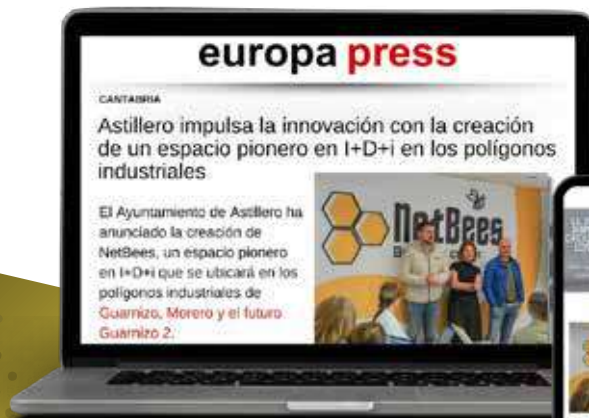 europa press
CANTABRIA
Astillero impulsa la innovación con la creación
de un espacio pionero en I+D+i en los polígonos
industriales
El Ayuntamiento de Astillero ha
anunciado la creación de
NetBees, un espacio pionero
en I+D+i que se ubicará en los
polígonos industriales de
Guarnizo, Morero y el futuro
Guarnizo 2.
NetBees